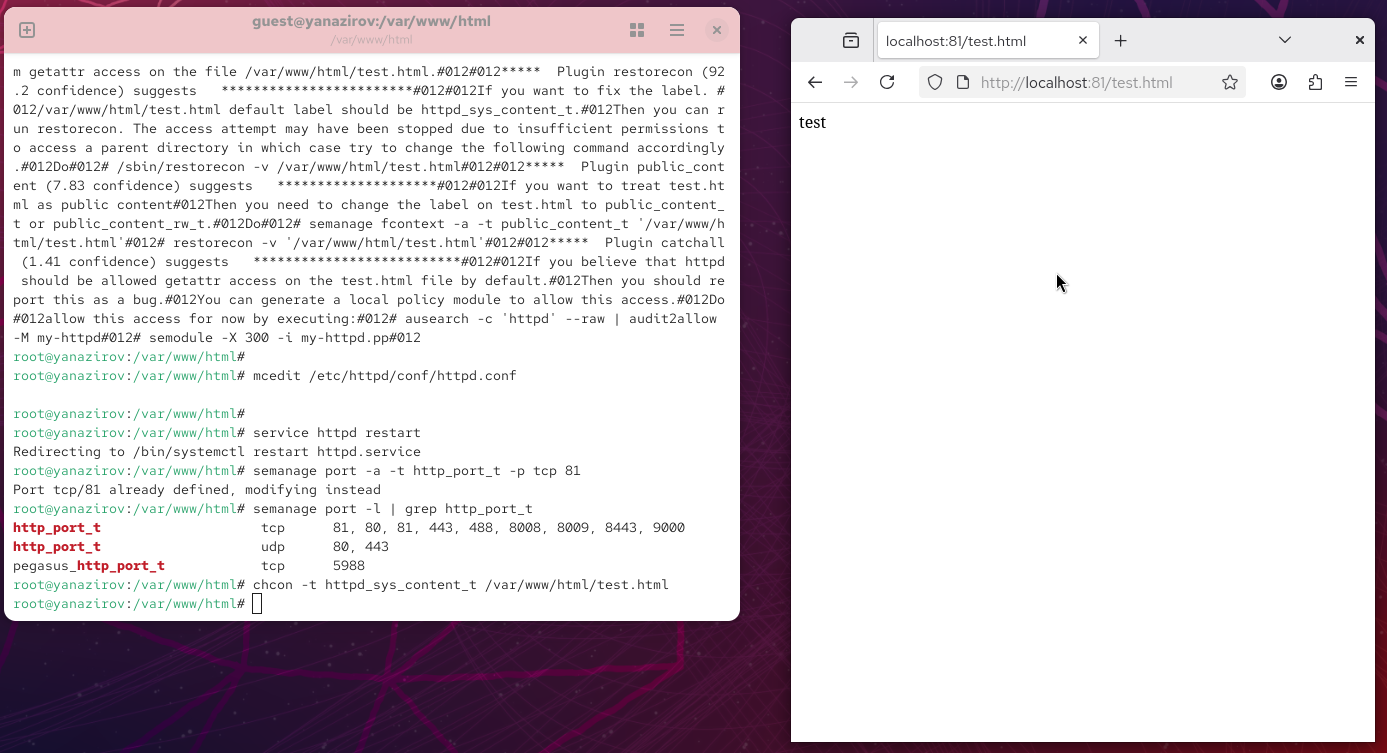 guest@yanazirov:/var/www/html
/var/www/html
m getattr access on the file /var/www/html/test.html.#012#012*****  Plugin restorecon (92
.2 confidence) suggests   ************************#012#012If you want to fix the label. #
012/var/www/html/test.html default label should be httpd_sys_content_t.#012Then you can r
un restorecon. The access attempt may have been stopped due to insufficient permissions t
o access a parent directory in which case try to change the following command accordingly
.#012Do#012# /sbin/restorecon -v /var/www/html/test.html#012#012*****  Plugin public_cont
ent (7.83 confidence) suggests   ********************#012#012If you want to treat test.ht
ml as public content#012Then you need to change the label on test.html to public_content_
t or public_content_rw_t.#012Do#012# semanage fcontext -a -t public_content_t '/var/www/h
tml/test.html'#012# restorecon -v '/var/www/html/test.html'#012#012*****  Plugin catchall
 (1.41 confidence) suggests   **************************#012#012If you believe that httpd
 should be allowed getattr access on the test.html file by default.#012Then you should re
port this as a bug.#012You can generate a local policy module to allow this access.#012Do
#012allow this access for now by executing:#012# ausearch -c 'httpd' --raw | audit2allow
-M my-httpd#012# semodule -X 300 -i my-httpd.pp#012
root@yanazirov:/var/www/html#
root@yanazirov:/var/www/html# mcedit /etc/httpd/conf/httpd.conf
root@yanazirov:/var/www/html#
root@yanazirov:/var/www/html# service httpd restart
Redirecting to /bin/systemctl restart httpd.service
root@yanazirov:/var/www/html# semanage port -a -t http_port_t -p tcp 81
Port tcp/81 already defined, modifying instead
root@yanazirov:/var/www/html# semanage port -l | grep http_port_t
http_port_t                    tcp      81, 80, 81, 443, 488, 8008, 8009, 8443, 9000
http_port_t                    udp      80, 443
pegasus_http_port_t            tcp      5988
root@yanazirov:/var/www/html# chcon -t httpd_sys_content_t /var/www/html/test.html
root@yanazirov:/var/www/html#
localhost:81/test.html
http://localhost:81/test.html
test